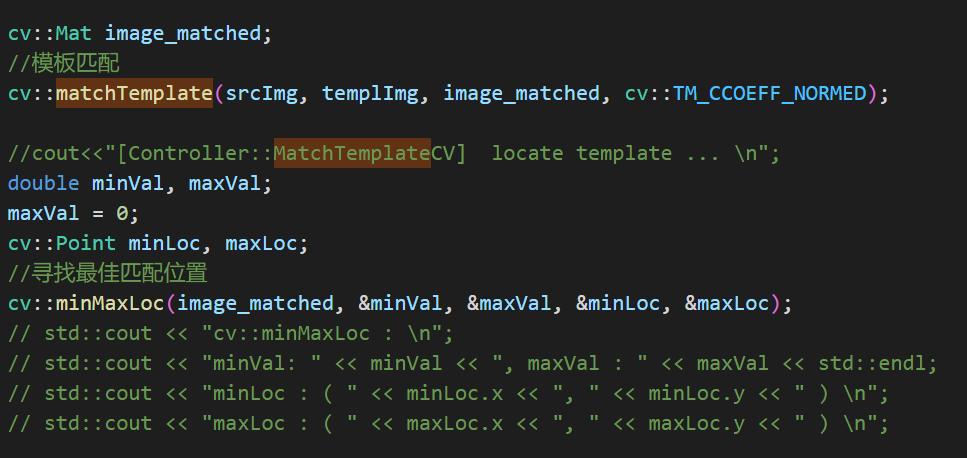 cv::Mat image_matched;
//模板匹配
cv::matchTemplate(srcImg, templImg, image_matched, cv::TM_CCOEFF_NORMED);
//cout<<"[Controller::MatchTemplateCV]  locate template ... \n";
double minVal, maxVal;
maxVal = 0;
cv::Point minLoc, maxLoc;
//寻找最佳匹配位置
cv::minMaxLoc(image_matched, &minVal, &maxVal, &minLoc, &maxLoc);
// std::cout << "cv::minMaxLoc : \n";
// std::cout << "minVal: " << minVal << ", maxVal : " << maxVal << std::endl;
// std::cout << "minLoc : ( " << minLoc.x << ", " << minLoc.y << " ) \n";
// std::cout << "maxLoc : ( " << maxLoc.x << ", " << maxLoc.y << " ) \n";